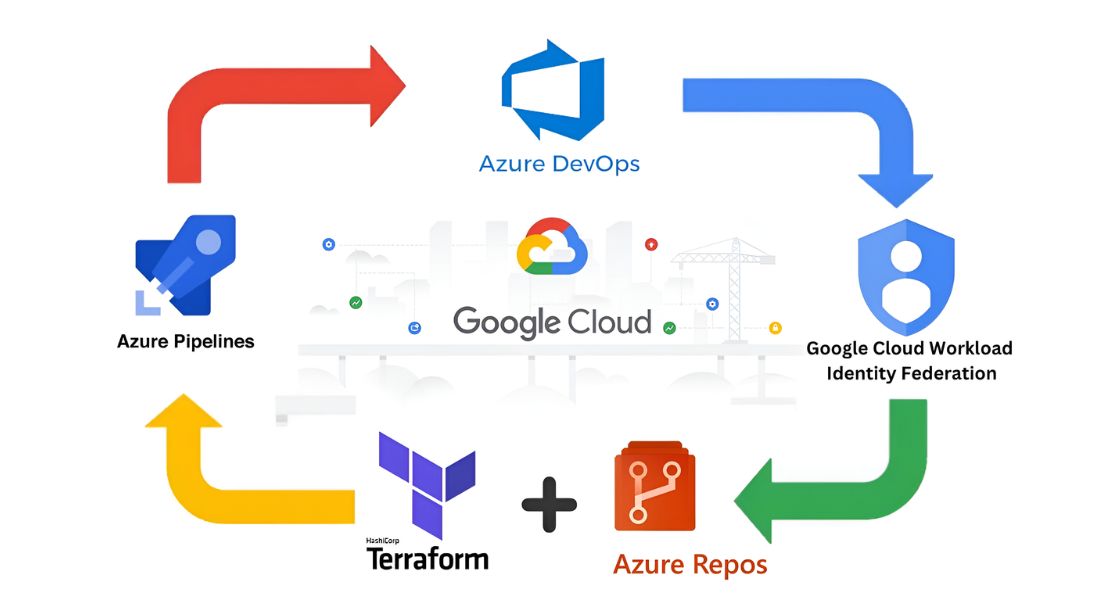 Azure DevOps
Azure Pipelines
Google Cloud
Google Cloud Workload
Identity Federation
HashiCorp
Terraform
Azure Repos